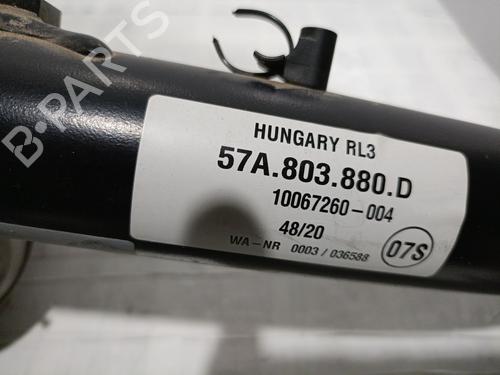 B-PARTS
HUNGARY RL3
57A.803.880.D
10067260-004
48/20
07S
WA-NR 0003 / 036588